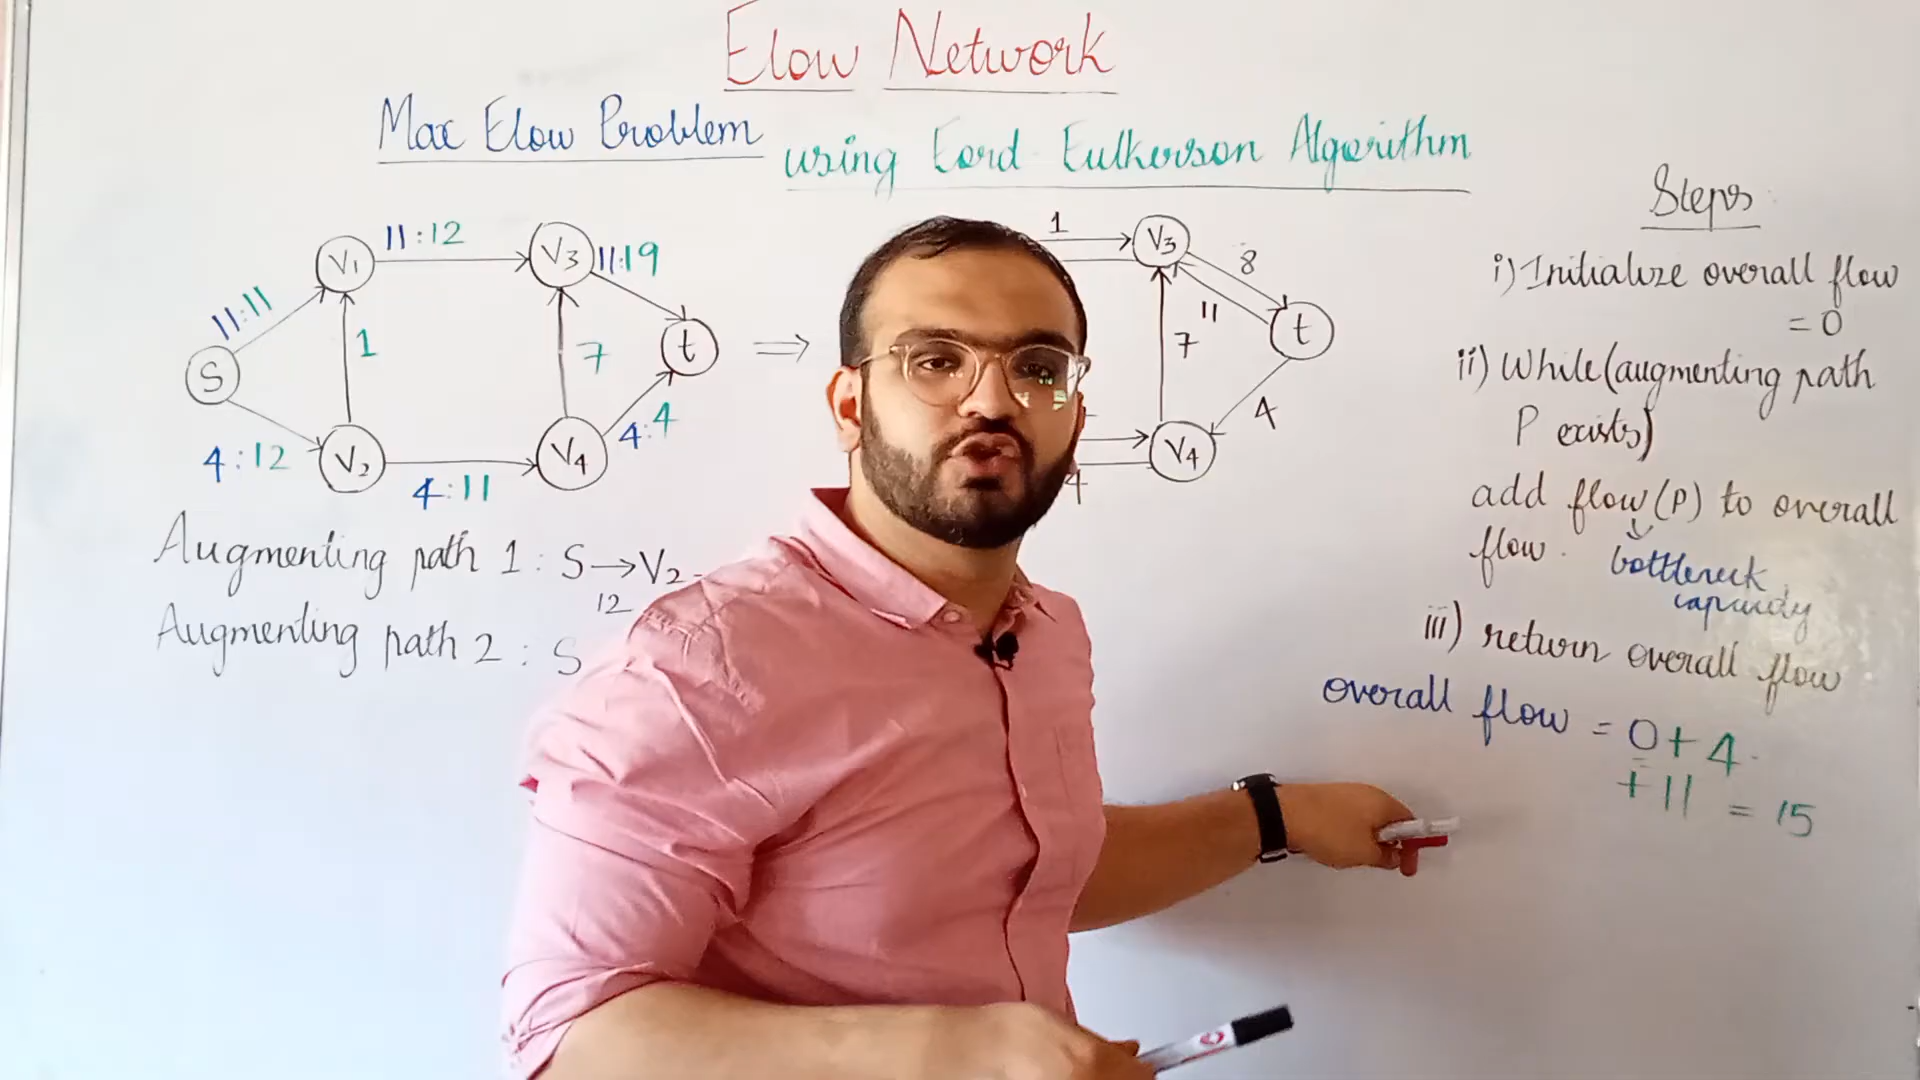 Flow Network
Max Flow Problem using Ford Fulkerson Algorithm
Steps
i) Initialize overall flow
= 0
ii) While (augmenting path
P exists)
add flow (P) to overall
flow.
bottleneck
capacity
iii) return overall flow
overall flow = 0 + 4
+ 11 = 15
11:12
V1
V3
11:19
11:11
1
7
t
S
4:12
V2
4:11
V4
4:4
⇒
1
V3
8
11
t
7
4
V4
4
Augmenting path 1 : S → V2
12
Augmenting path 2 : S